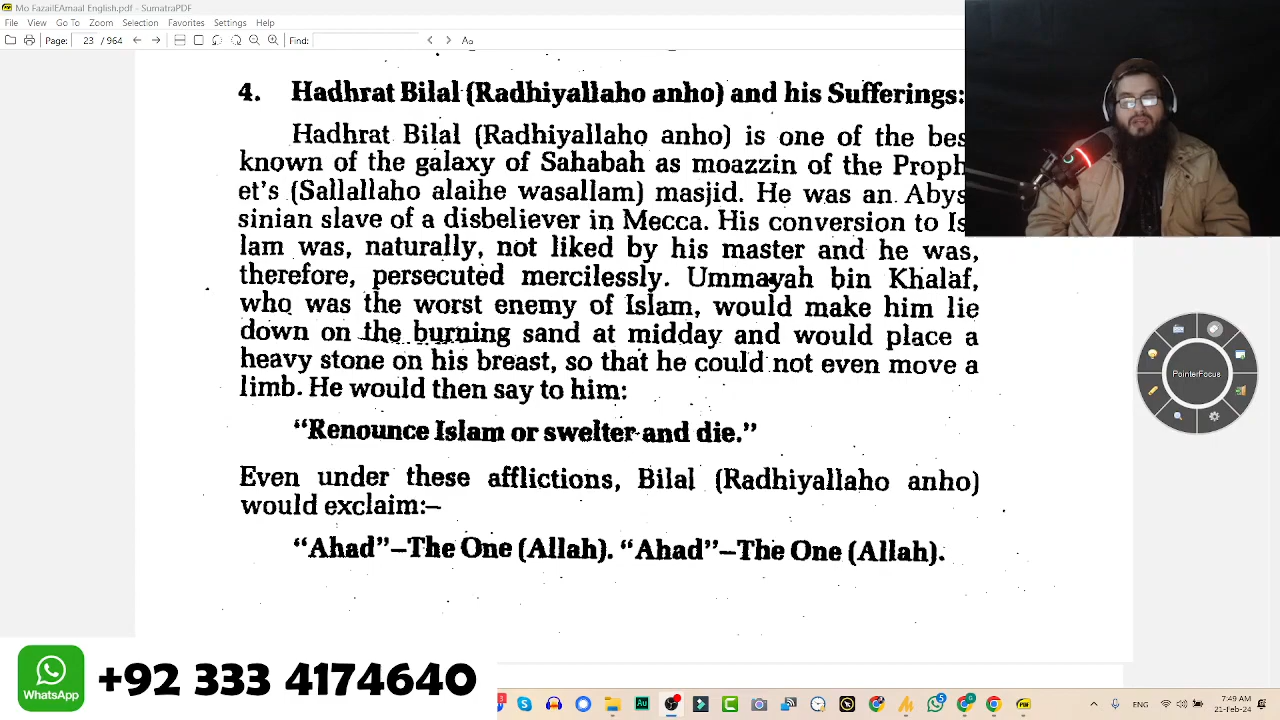 Mo FazailEAmaal English.pdf - SumatraPDF
File View Go To Zoom Selection Settings Help
Page: 23 / 964 Find: Aa
4. Hadhrat Bilal (Radhiyallaho anho) and his Sufferings:
Hadhrat Bilal (Radhiyallaho anho) is one of the bes
known of the galaxy of Sahabah as moazzin of the Proph
et's (Sallallaho alaihe wasallam) masjid. He was an Abys
sinian slave of a disbeliever in Mecca. His conversion to Is
lam was, naturally, not liked by his master and he was,
therefore, persecuted mercilessly. Ummayah bin Khalaf,
who was the worst enemy of Islam, would make him lie
down on the burning sand at midday and would place a
heavy stone on his breast, so that he could not even move a
limb. He would then say to him:
"Renounce Islam or swelter and die."
Even under these afflictions, Bilal (Radhiyallaho anho)
would exclaim:–
"Ahad"–The One (Allah). "Ahad"–The One (Allah).
PointerFocus
WhatsApp
+92 333 4174640
Au
5
ENG
7:49 AM
21-Feb-24